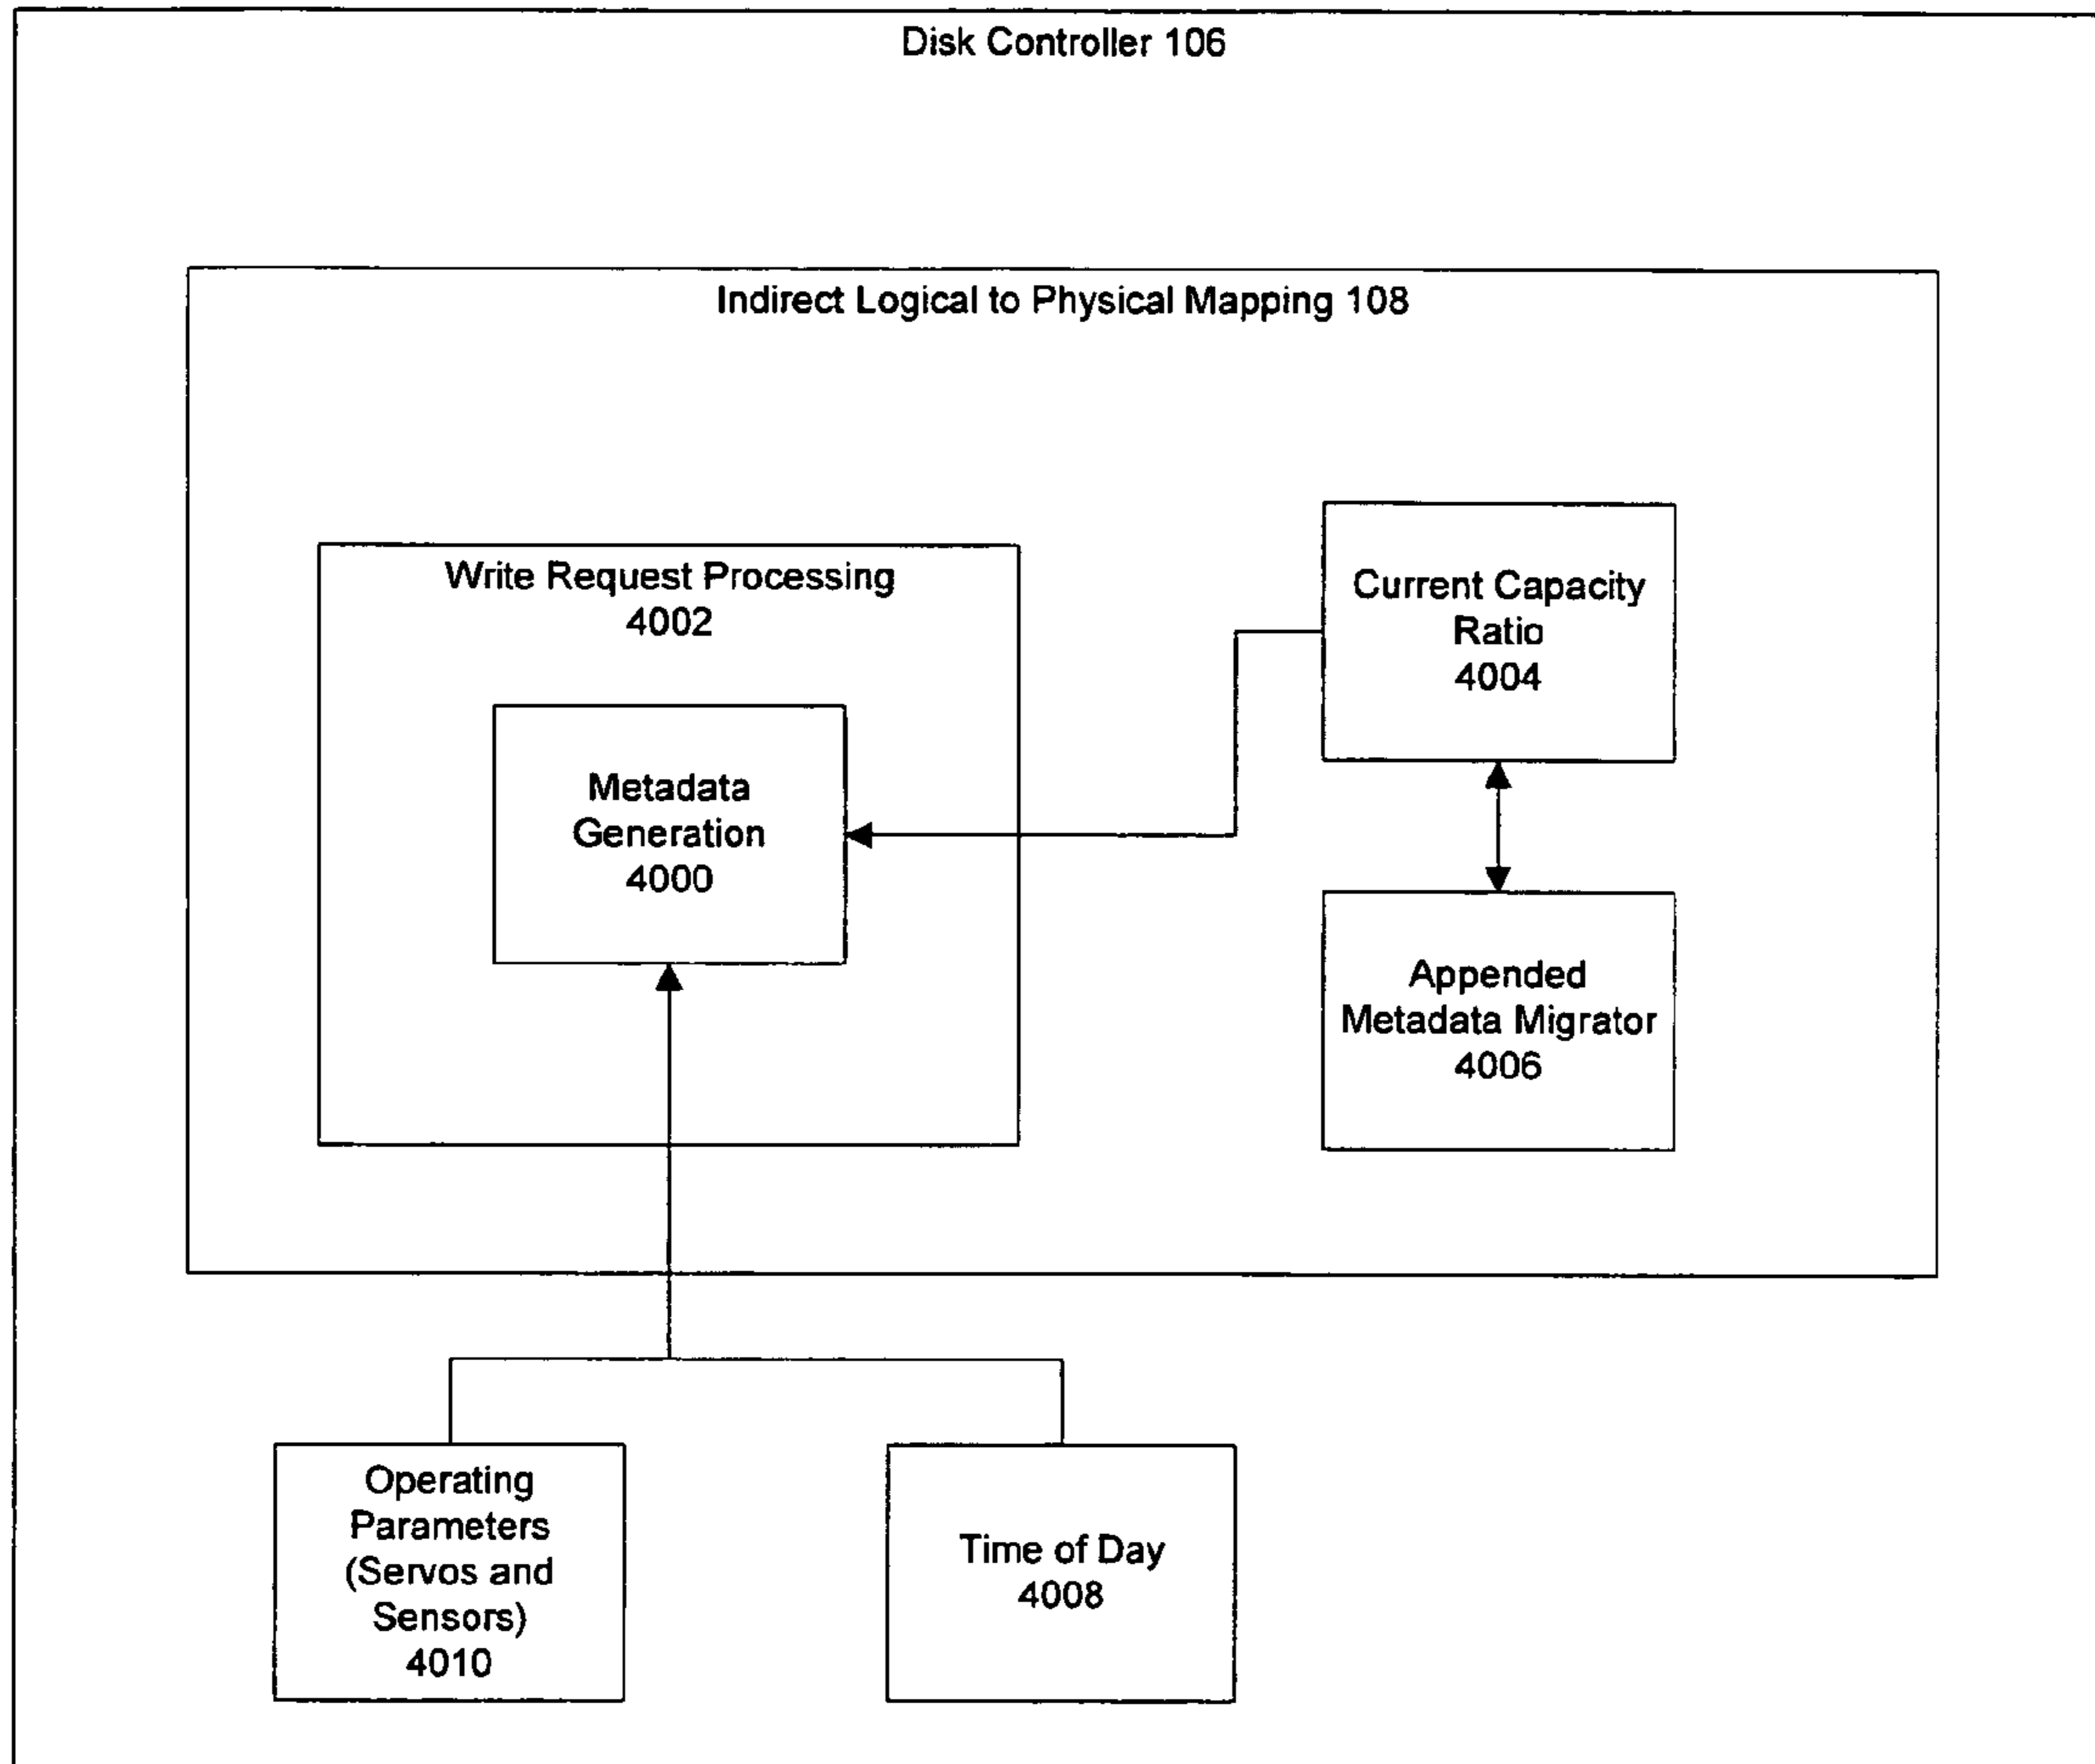 Disk Controller 106
Indirect Logical to Physical Mapping 108
Write Request Processing
4002
Current Capacity
Ratio
4004
Metadata
Generation
4000
Appended
Metadata Migrator
4006
Operating
Parameters
(Servos and
Sensors)
4010
Time of Day
4008